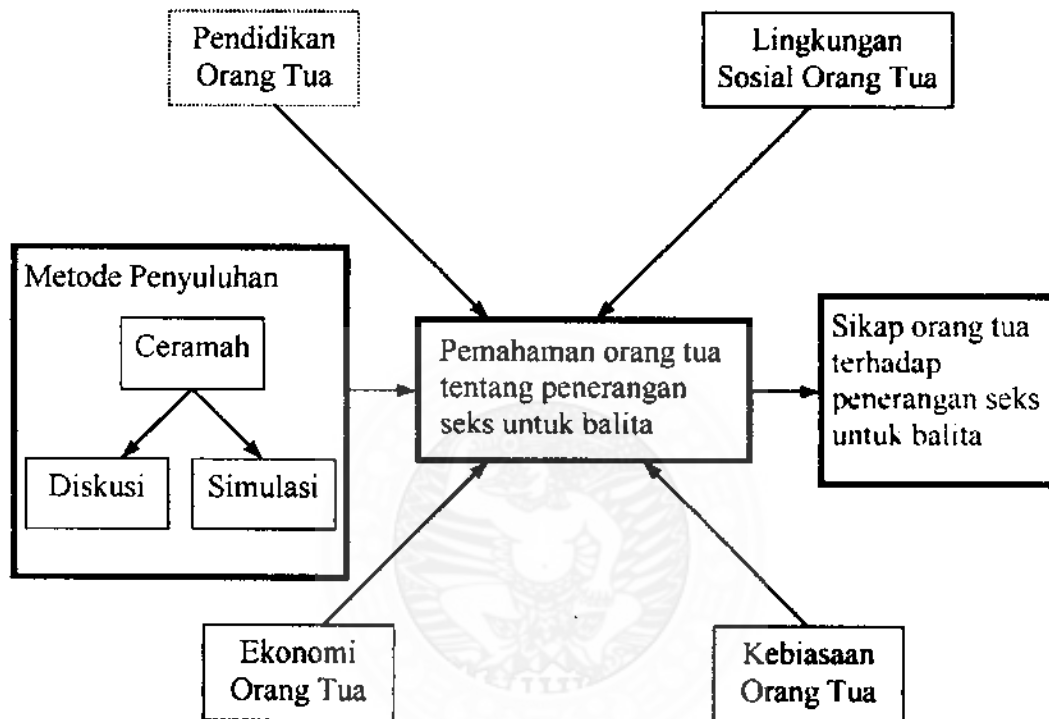 Pendidikan
Orang Tua
Lingkungan
Sosial Orang Tua
Metode Penyuluhan
Ceramah
Diskusi
Simulasi
Pemahaman orang tua
tentang penerangan
seks untuk balita
Sikap orang tua
terhadap
penerangan seks
untuk balita
Ekonomi
Orang Tua
Kebiasaan
Orang Tua